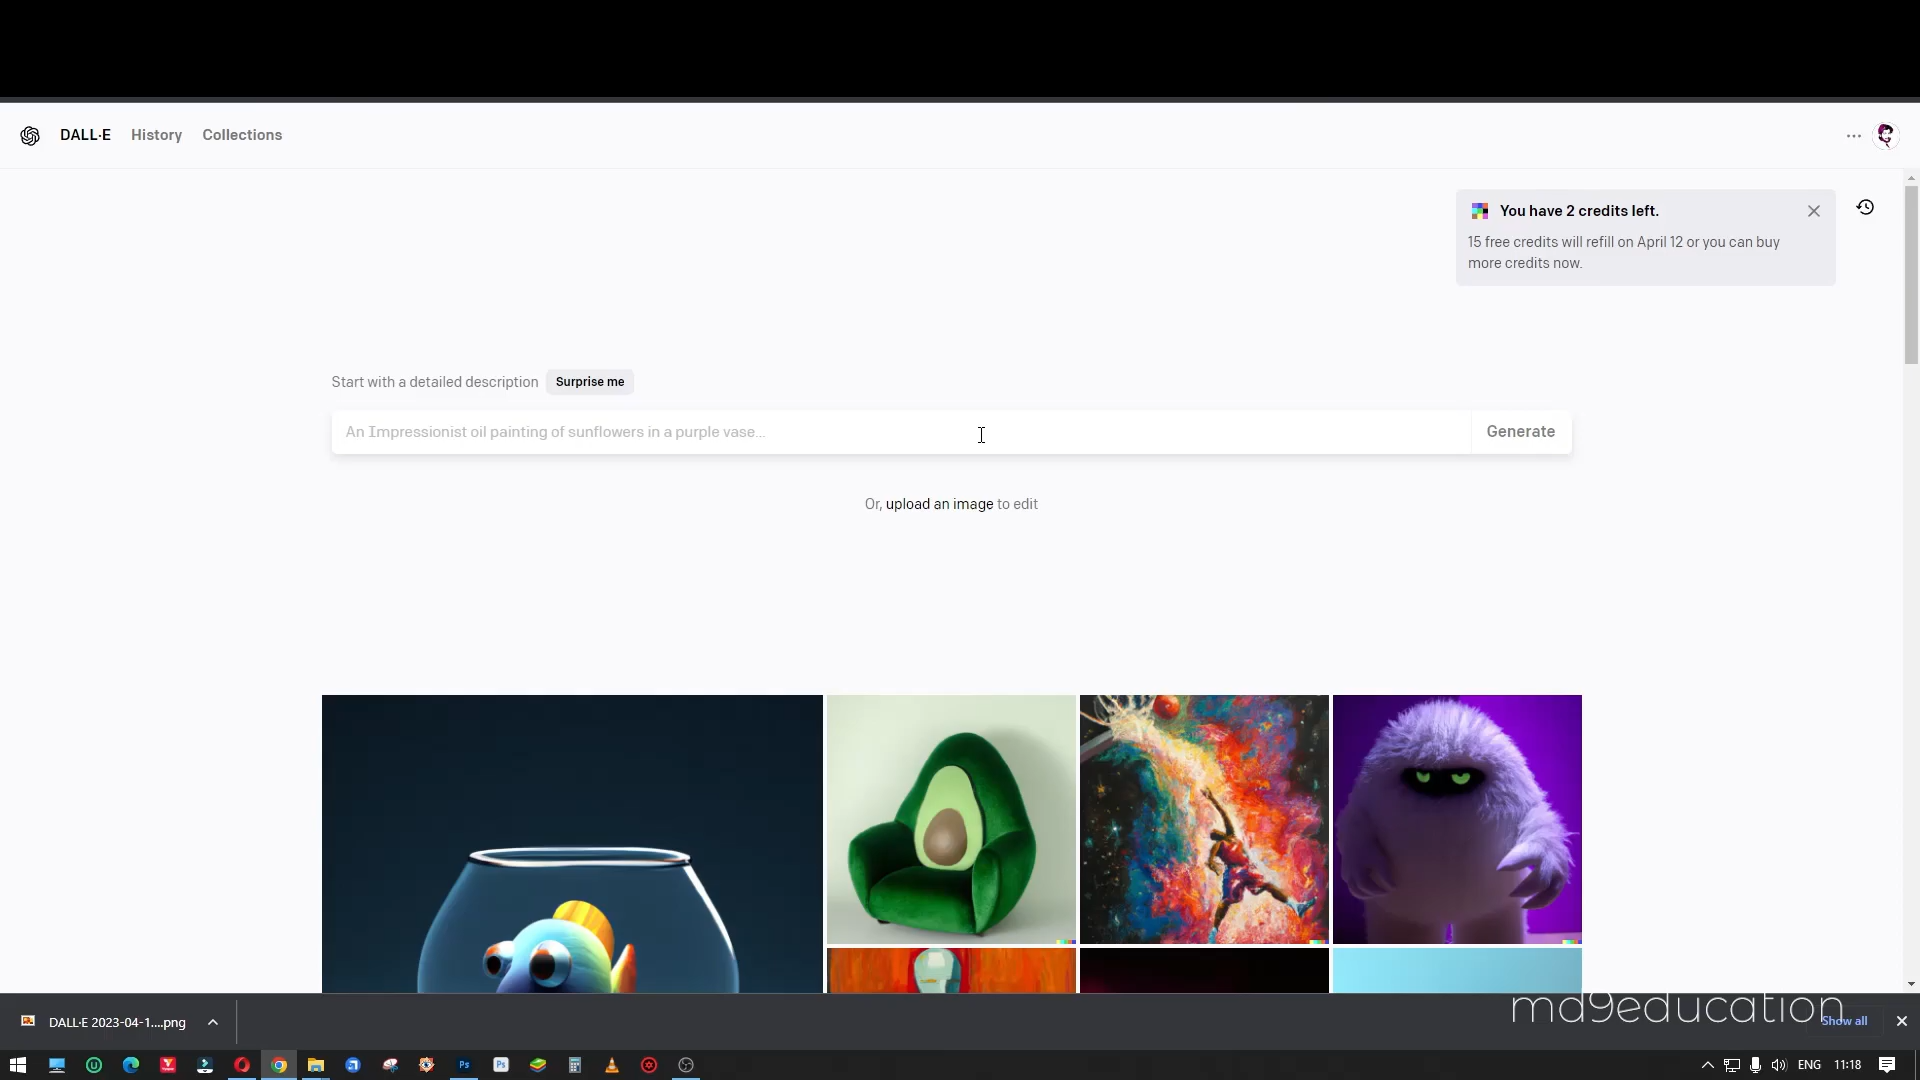 DALL·E History Collections
You have 2 credits left.
15 free credits will refill on April 12 or you can buy
more credits now.
Start with a detailed description Surprise me
An Impressionist oil painting of sunflowers in a purple vase... Generate
Or, upload an image to edit
md9education
DALL·E 2023-04-1....png Show all
Ps Ps ENG 11:18